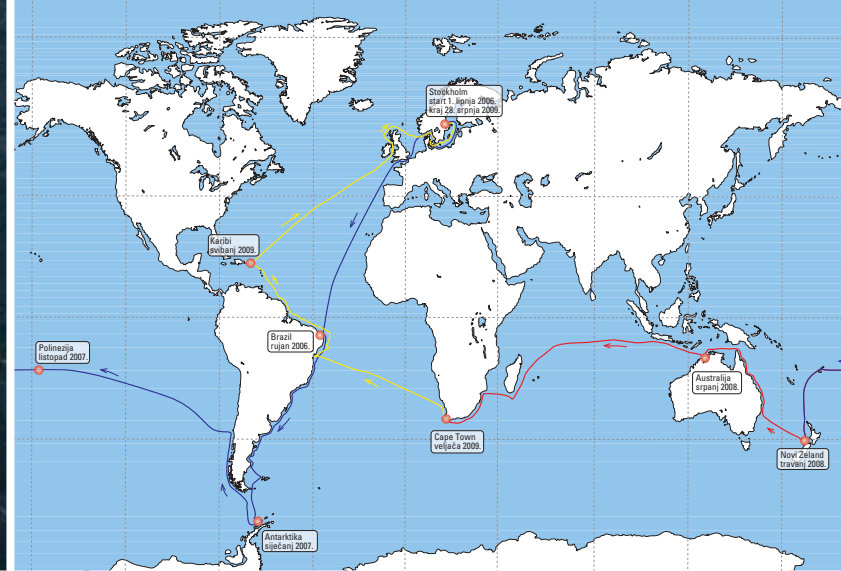 Stockholm
start 1. lipnja 2006.
kraj 28. srpnja 2009.
Karibi
svibanj 2009.
Brazil
rujan 2006.
Polinezija
listopad 2007.
Australija
srpanj 2008.
Cape Town
veljača 2009.
Novi Zeland
travanj 2008.
Antarktika
siječanj 2007.